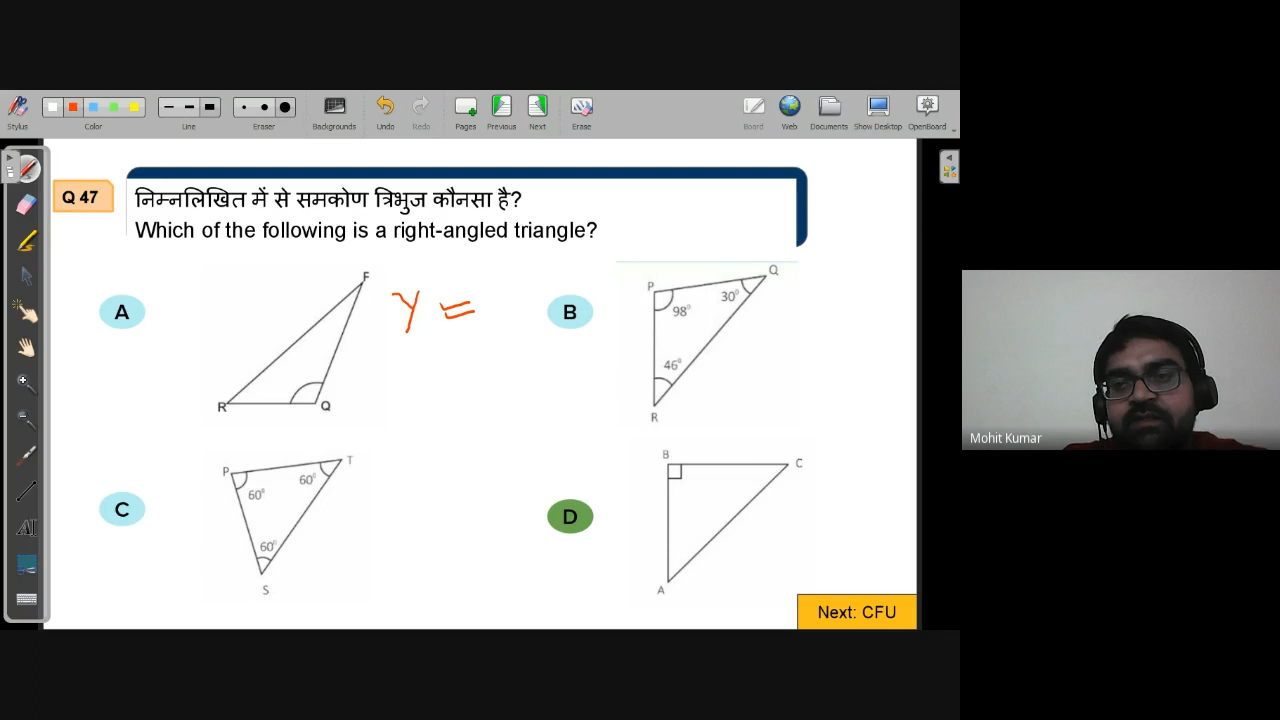 Stylus
Color
Line
Eraser
Backgrounds
Undo
Redo
Pages
Previous
Next
Erase
Board
Web
Documents
Show Desktop
OpenBoard
Q 47
निम्नलिखित में से समकोण त्रिभुज कौनसा है?
Which of the following is a right-angled triangle?
A
F
R
Q
y =
B
P
Q
98°
30°
46°
R
C
P
T
60°
60°
60°
S
D
B
C
A
Next: CFU
Mohit Kumar